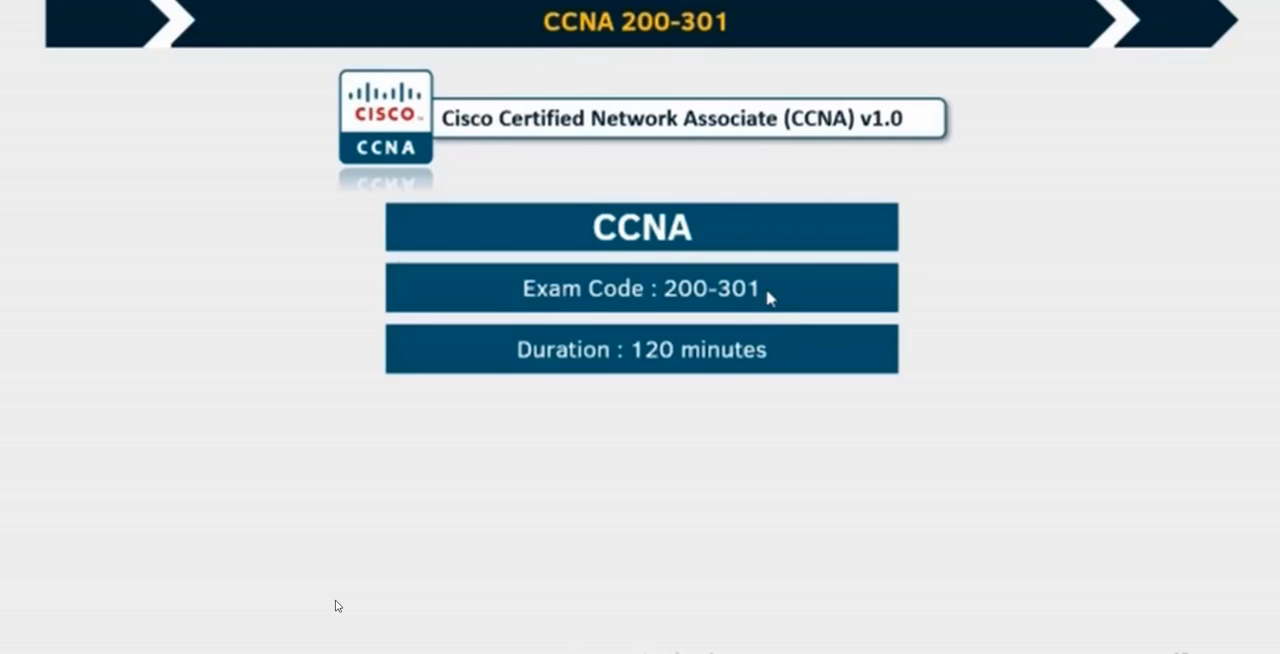 CCNA 200-301
CISCO
CCNA
Cisco Certified Network Associate (CCNA) v1.0
CCNA
Exam Code : 200-301
Duration : 120 minutes